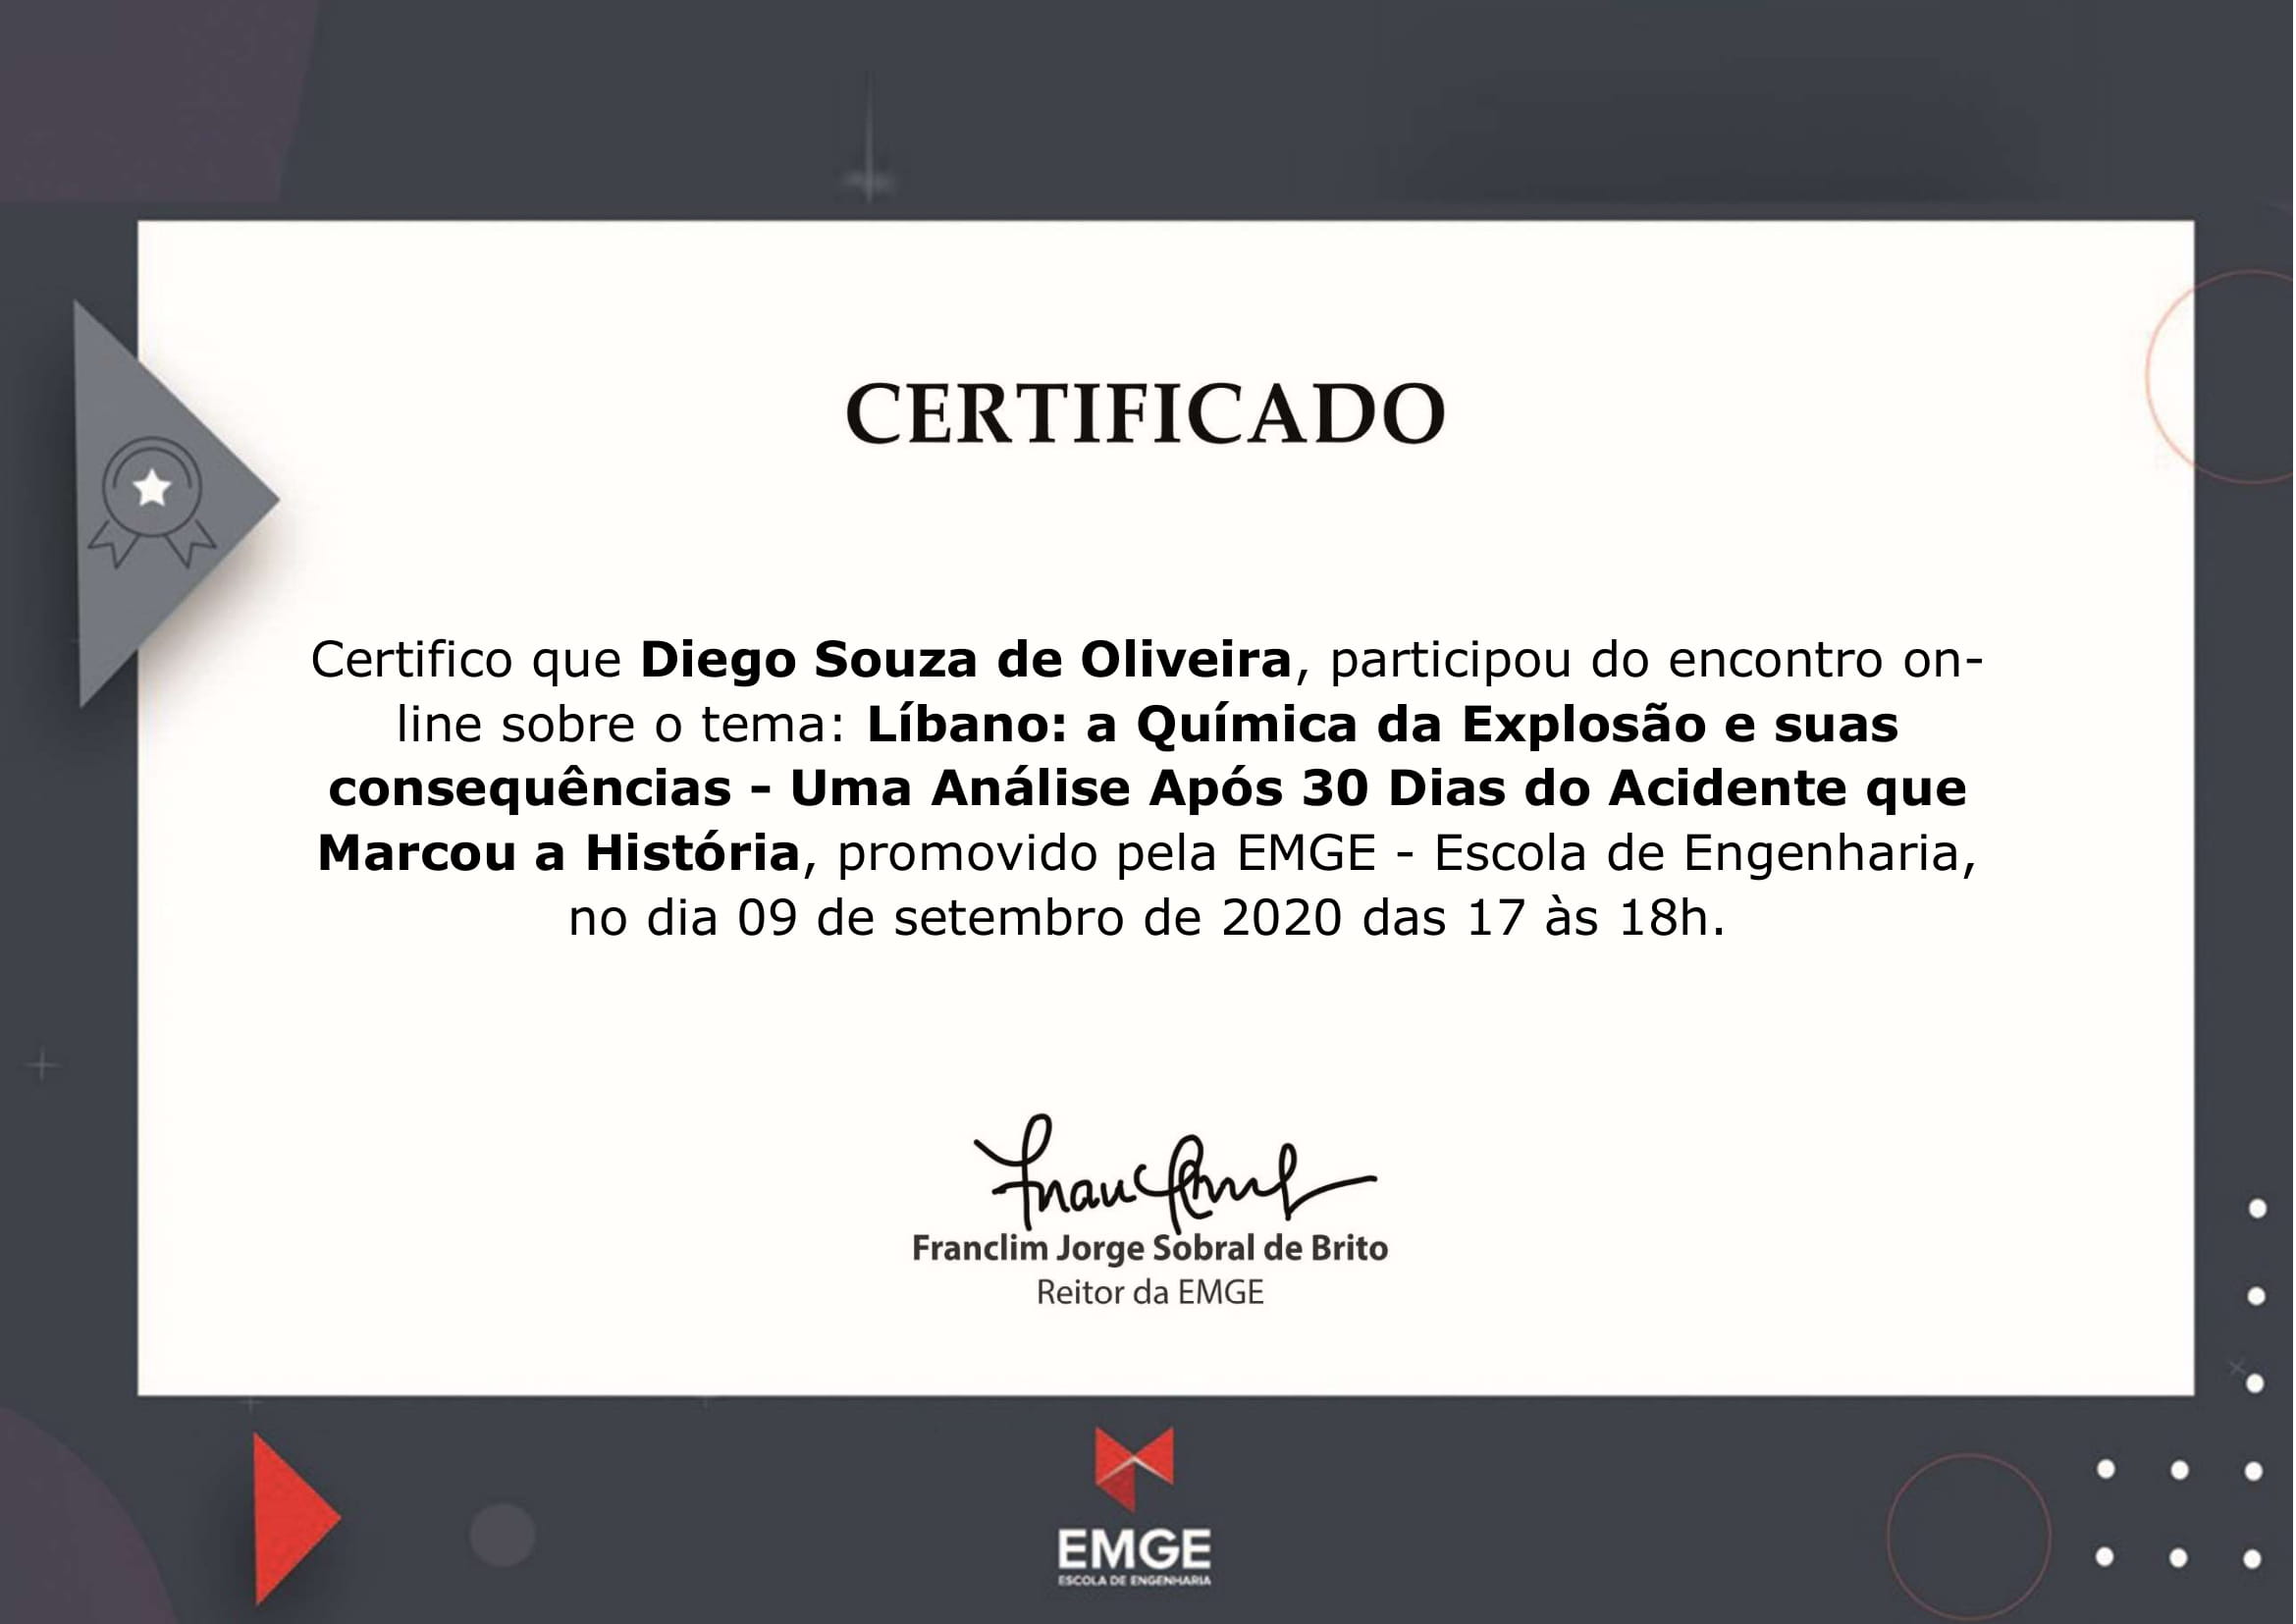 CERTIFICADO
Certifico que Diego Souza de Oliveira, participou do encontro on-
line sobre o tema: Líbano: a Química da Explosão e suas
consequências - Uma Análise Após 30 Dias do Acidente que
Marcou a História, promovido pela EMGE - Escola de Engenharia,
no dia 09 de setembro de 2020 das 17 às 18h.
Franclim Jorge Sobral de Brito
Reitor da EMGE
EMGE
ESCOLA DE ENGENHARIA